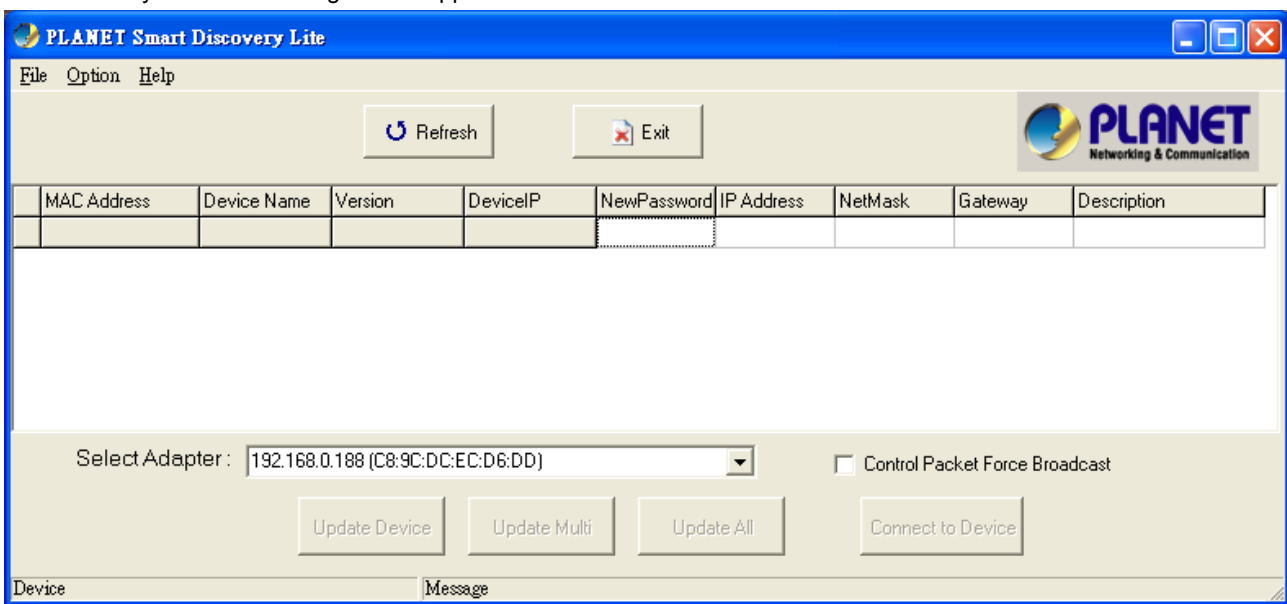 PLANET Smart Discovery Lite
File Option Help
Refresh Exit
PLANET
Networking & Communication
MAC Address Device Name Version DeviceIP NewPassword IP Address NetMask Gateway Description
Select Adapter : 192.168.0.188 (C8:9C:DC:EC:D6:DD) Control Packet Force Broadcast
Update Device Update Multi Update All Connect to Device
Device Message